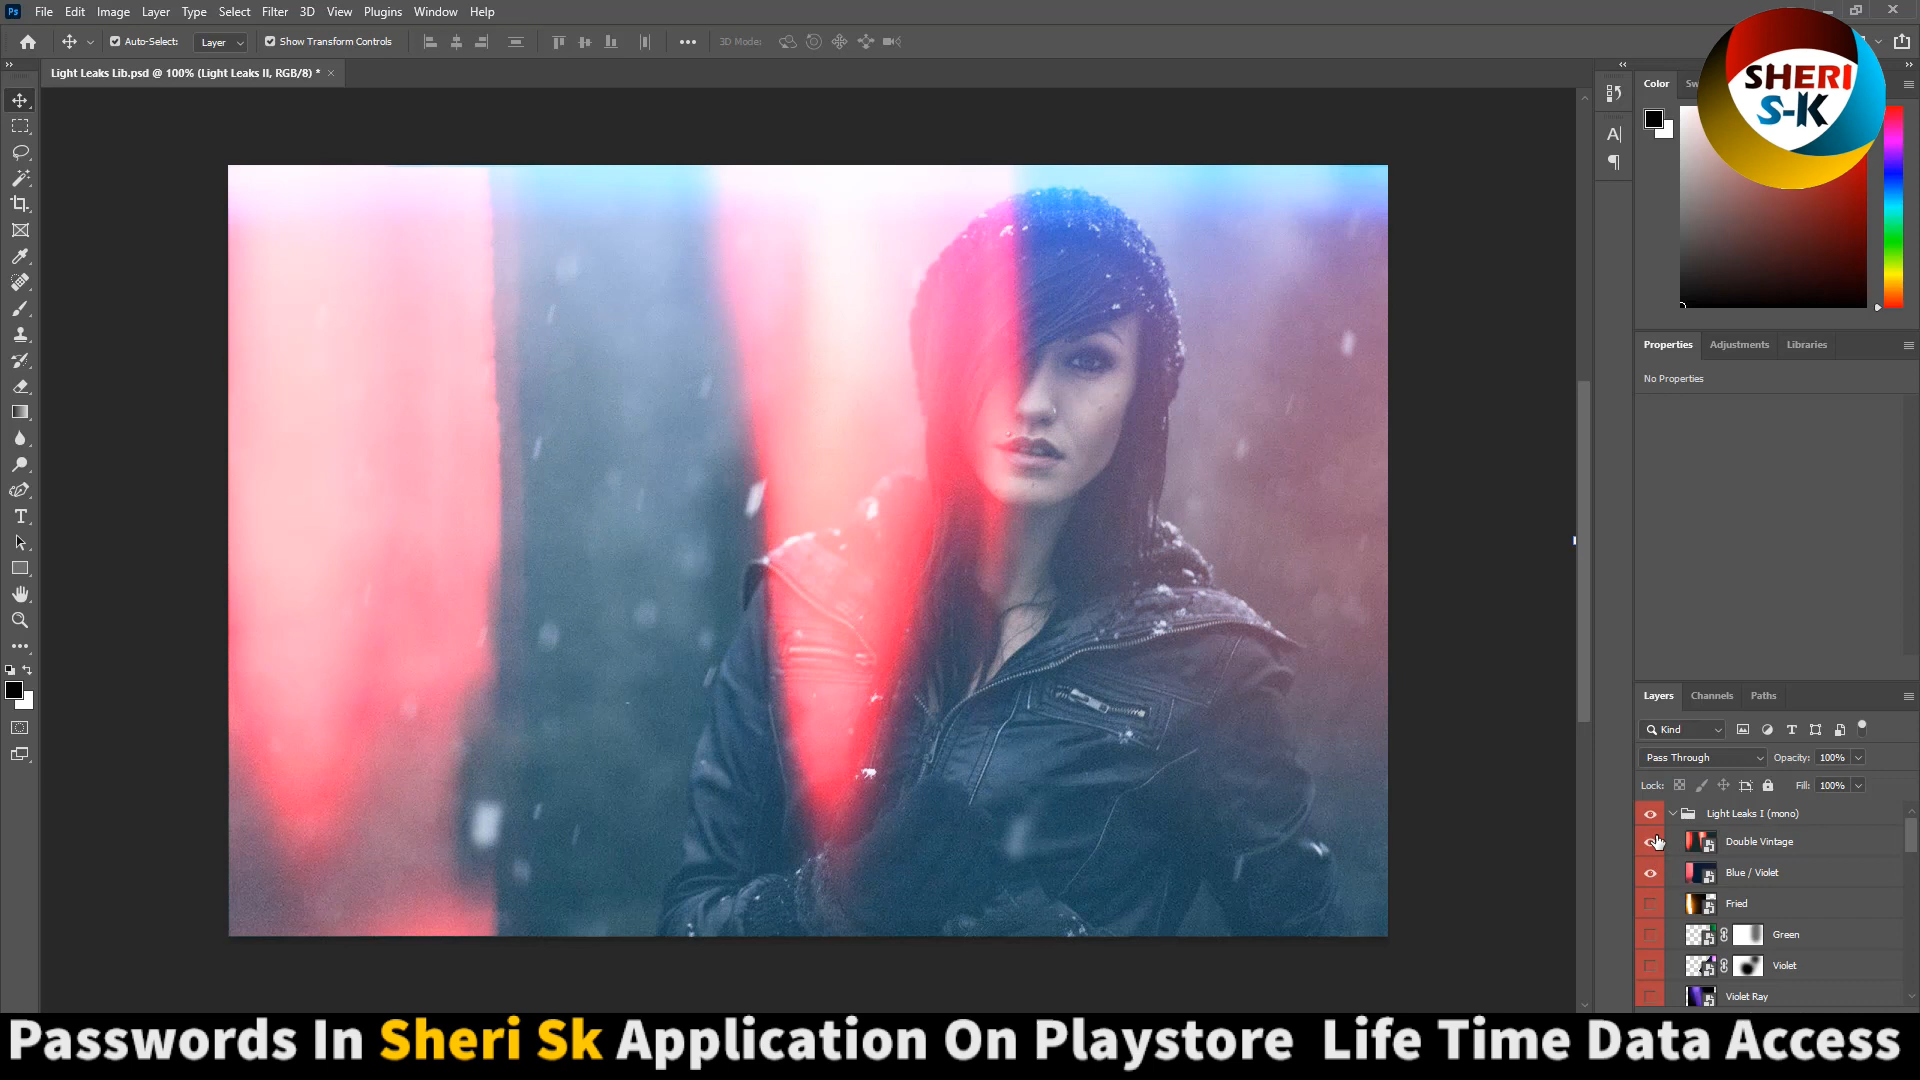 Ps File Edit Image Layer Type Select Filter 3D View Plugins Window Help
Auto-Select: Layer Show Transform Controls 3D Mode:
Light Leaks Lib.psd @ 100% (Light Leaks II, RGB/8) *
SHERI
S-K
Color Sw
Properties Adjustments Libraries
No Properties
Layers Channels Paths
Kind
Pass Through Opacity: 100%
Lock: Fill: 100%
Light Leaks I (mono)
Double Vintage
Blue / Violet
Fried
Green
Violet
Violet Ray
Passwords In Sheri Sk Application On Playstore Life Time Data Access